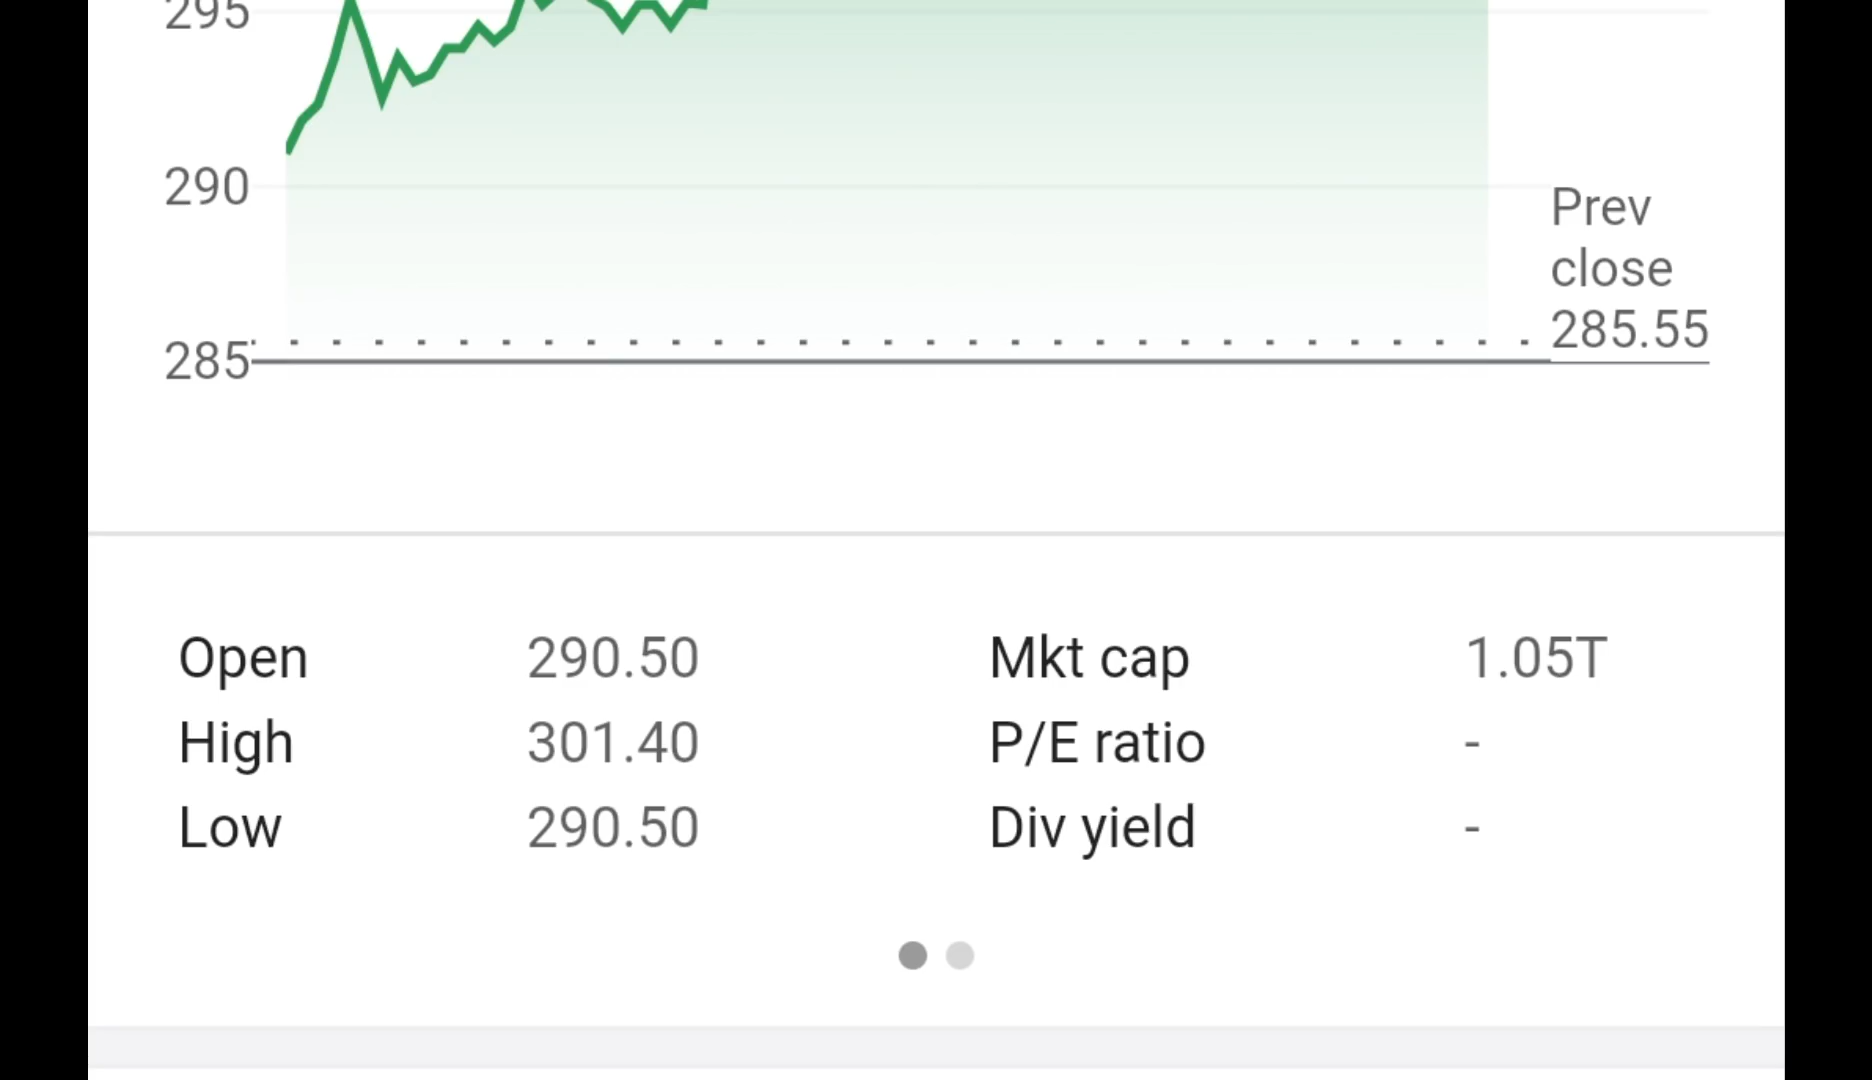 295
290
Prev
close
285.55
285
Open 290.50 Mkt cap 1.05T
High 301.40 P/E ratio -
Low 290.50 Div yield -